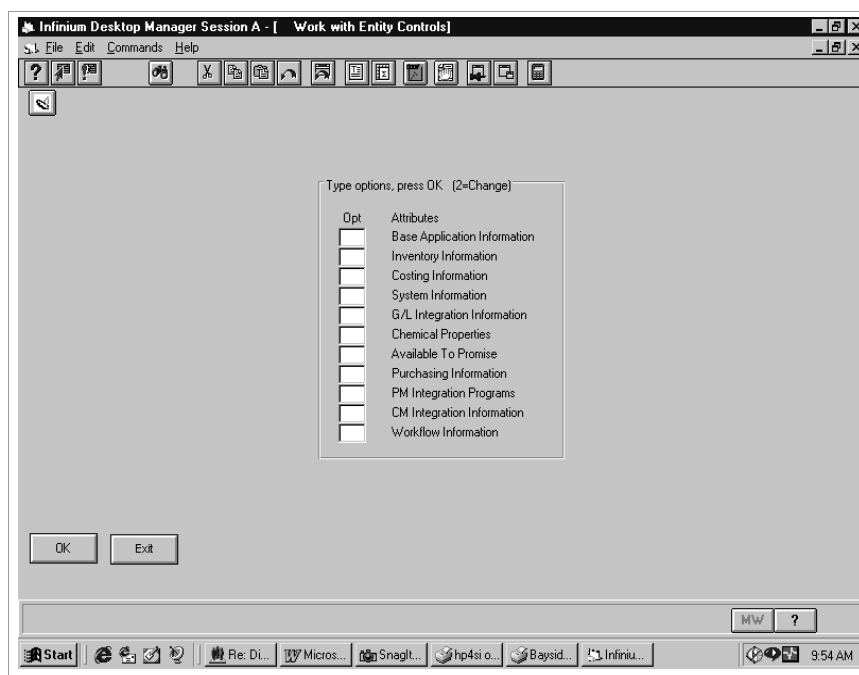 Infinium Desktop Manager Session A - [ Work with Entity Controls]
File Edit Commands Help
Type options, press OK (2=Change)
Opt Attributes
Base Application Information
Inventory Information
Costing Information
System Information
G/L Integration Information
Chemical Properties
Available To Promise
Purchasing Information
PM Integration Programs
CM Integration Information
Workflow Information
OK Exit
MW ?
Start Re: Di... Micros... SnagIt... hp4si o... Baysid... Infiniu... 9:54 AM